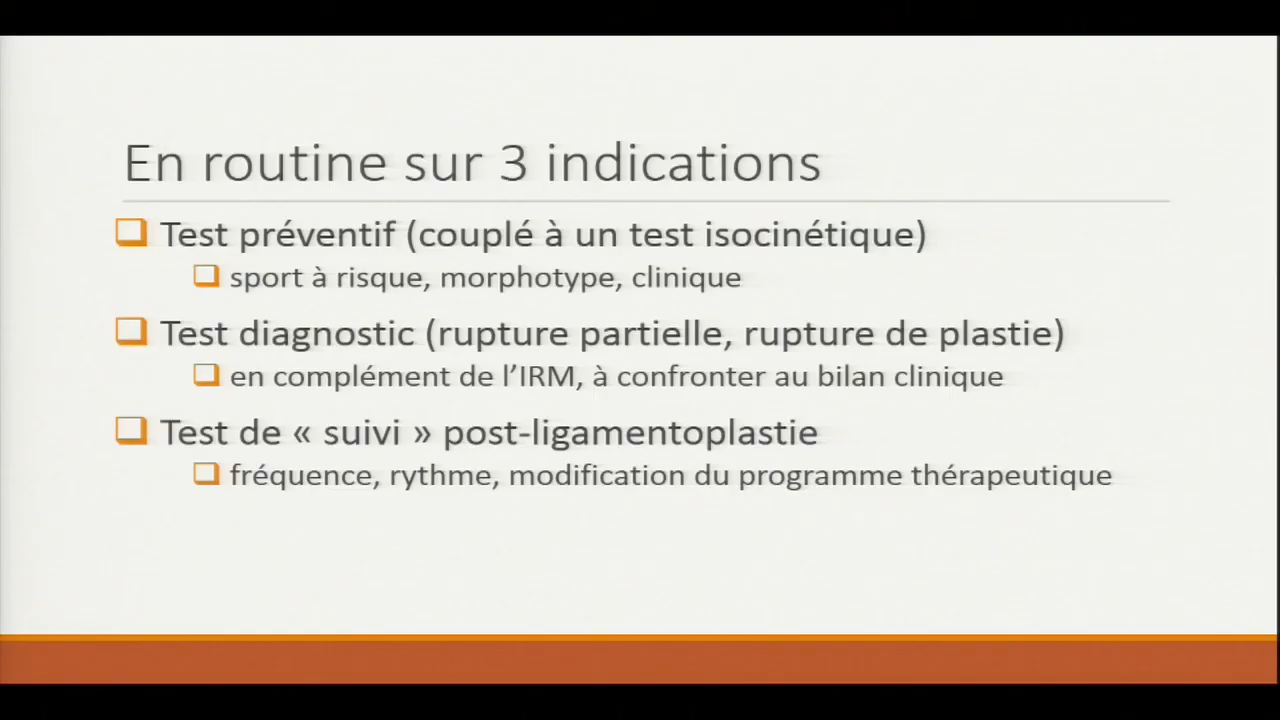 En routine sur 3 indications
Test préventif (couplé à un test isocinétique)
sport à risque, morphotype, clinique
Test diagnostic (rupture partielle, rupture de plastie)
en complément de l’IRM, à confronter au bilan clinique
Test de « suivi » post-ligamentoplastie
fréquence, rythme, modification du programme thérapeutique